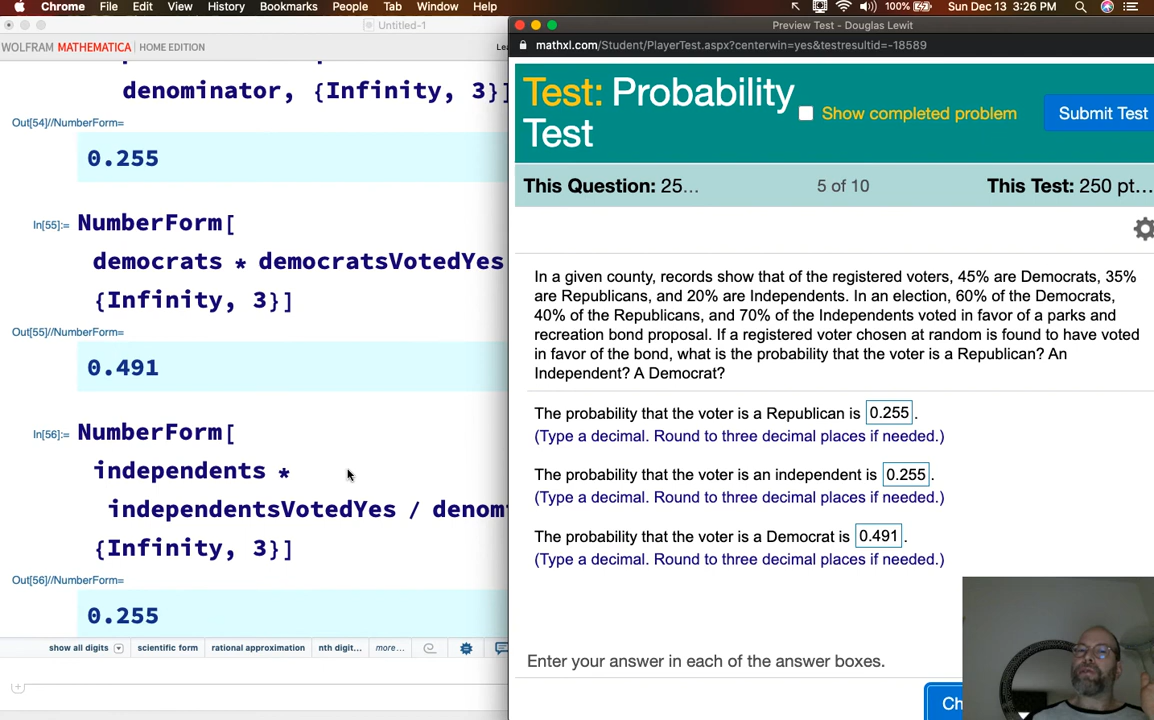 Chrome File Edit View History Bookmarks People Tab Window Help 100% Sun Dec 13 3:26 PM
Untitled-1
WOLFRAM MATHEMATICA HOME EDITION
denominator, {Infinity, 3}]
Out[54]//NumberForm=
0.255
In[55]:= NumberForm[
democrats * democratsVotedYes
{Infinity, 3}]
Out[55]//NumberForm=
0.491
In[56]:= NumberForm[
independents *
independentsVotedYes / denom
{Infinity, 3}]
Out[56]//NumberForm=
0.255
show all digits scientific form rational approximation nth digit... more...
Preview Test - Douglas Lewit
mathxl.com/Student/PlayerTest.aspx?centerwin=yes&testresultid=-18589
Test: Probability
Test
Show completed problem
Submit Test
This Question: 25... 5 of 10 This Test: 250 pt...
In a given county, records show that of the registered voters, 45% are Democrats, 35%
are Republicans, and 20% are Independents. In an election, 60% of the Democrats,
40% of the Republicans, and 70% of the Independents voted in favor of a parks and
recreation bond proposal. If a registered voter chosen at random is found to have voted
in favor of the bond, what is the probability that the voter is a Republican? An
Independent? A Democrat?
The probability that the voter is a Republican is 0.255.
(Type a decimal. Round to three decimal places if needed.)
The probability that the voter is an independent is 0.255.
(Type a decimal. Round to three decimal places if needed.)
The probability that the voter is a Democrat is 0.491.
(Type a decimal. Round to three decimal places if needed.)
Enter your answer in each of the answer boxes.
Ch